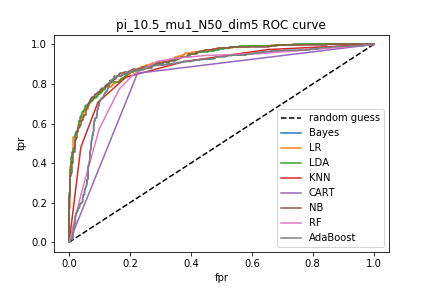 pi_10.5_mu1_N50_dim5 ROC curve
1.0
0.8
0.6
0.4
0.2
0.0
tpr
random guess
Bayes
LR
LDA
KNN
CART
NB
RF
AdaBoost
0.0 0.2 0.4 0.6 0.8 1.0
fpr